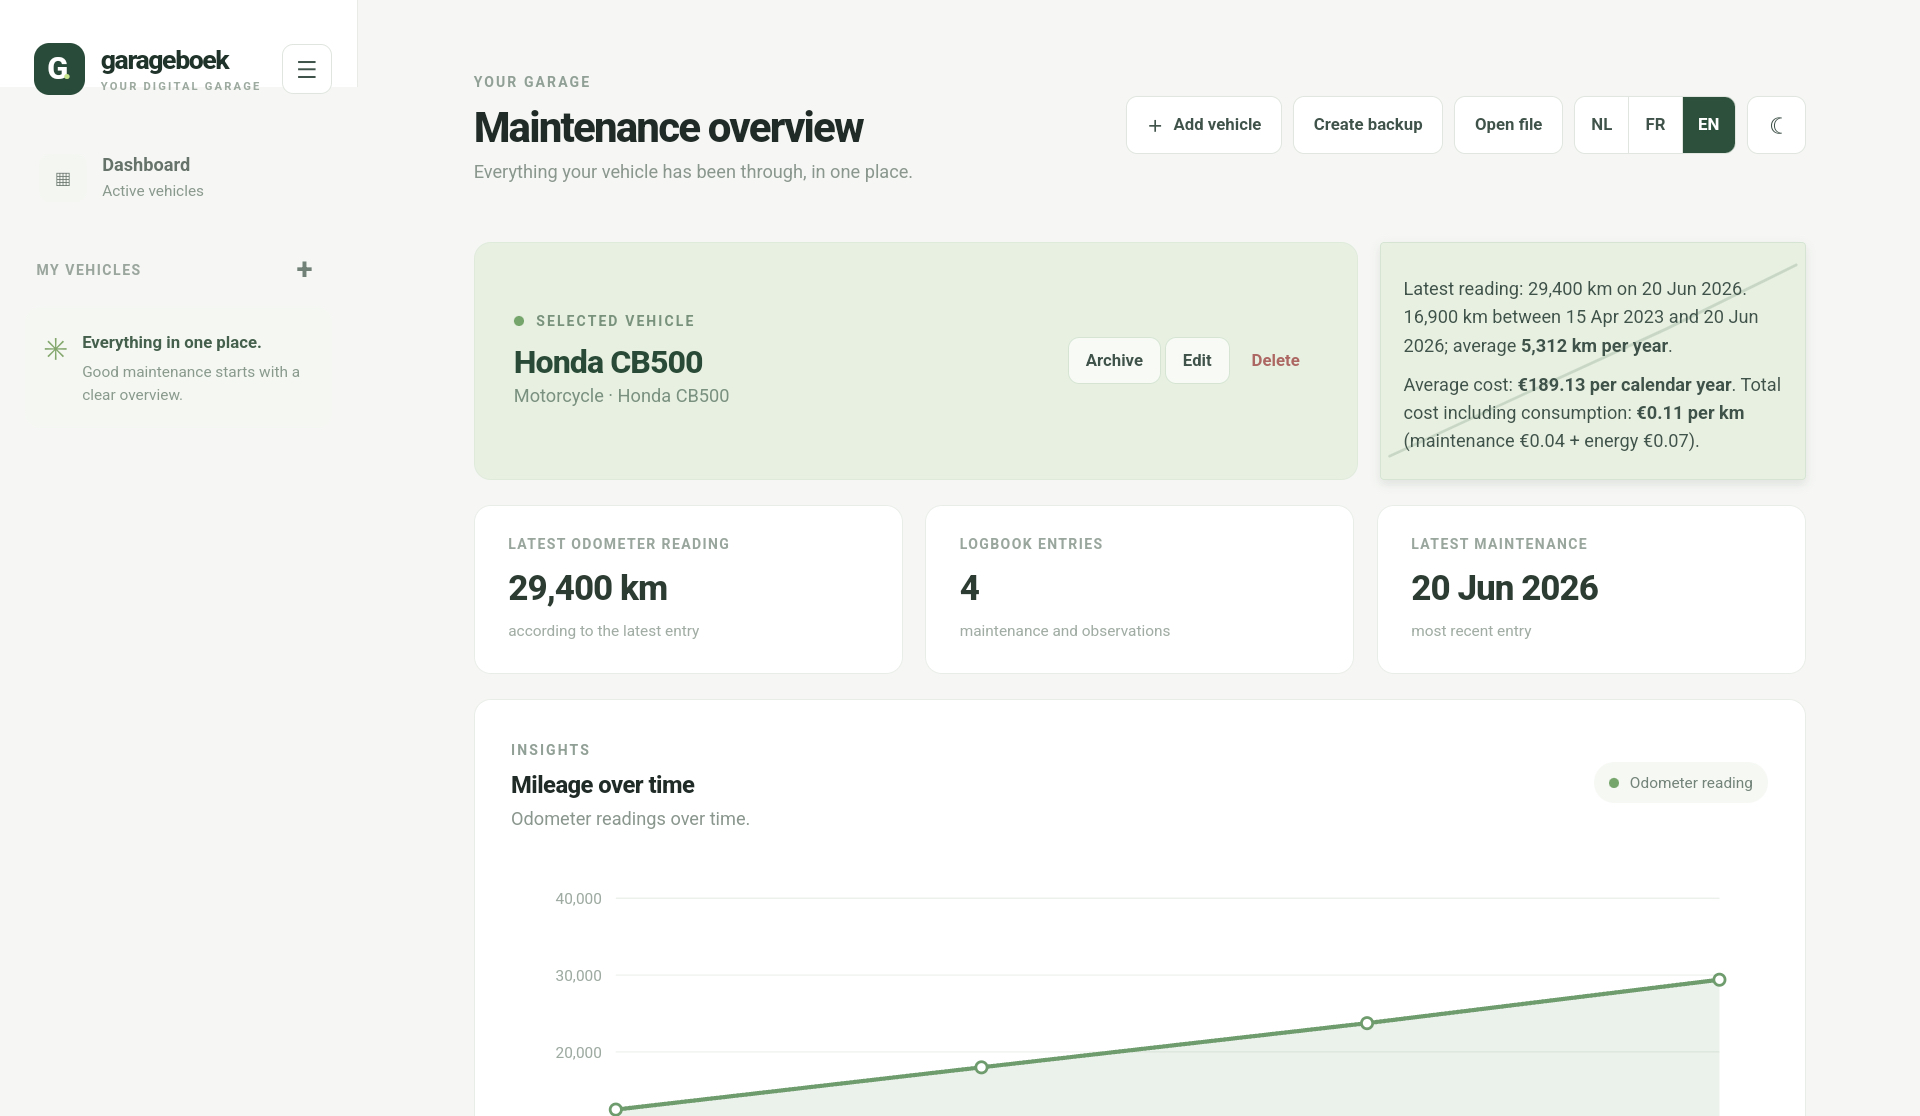 G.
garageboek
YOUR DIGITAL GARAGE
Dashboard
Active vehicles
MY VEHICLES
+
Everything in one place.
Good maintenance starts with a
clear overview.
YOUR GARAGE
Maintenance overview
Everything your vehicle has been through, in one place.
+ Add vehicle
Create backup
Open file
NL FR EN
SELECTED VEHICLE
Honda CB500
Motorcycle · Honda CB500
Archive
Edit
Delete
Latest reading: 29,400 km on 20 Jun 2026.
16,900 km between 15 Apr 2023 and 20 Jun
2026; average 5,312 km per year.
Average cost: €189.13 per calendar year. Total
cost including consumption: €0.11 per km
(maintenance €0.04 + energy €0.07).
LATEST ODOMETER READING
29,400 km
according to the latest entry
LOGBOOK ENTRIES
4
maintenance and observations
LATEST MAINTENANCE
20 Jun 2026
most recent entry
INSIGHTS
Mileage over time
Odometer readings over time.
Odometer reading
40,000
30,000
20,000